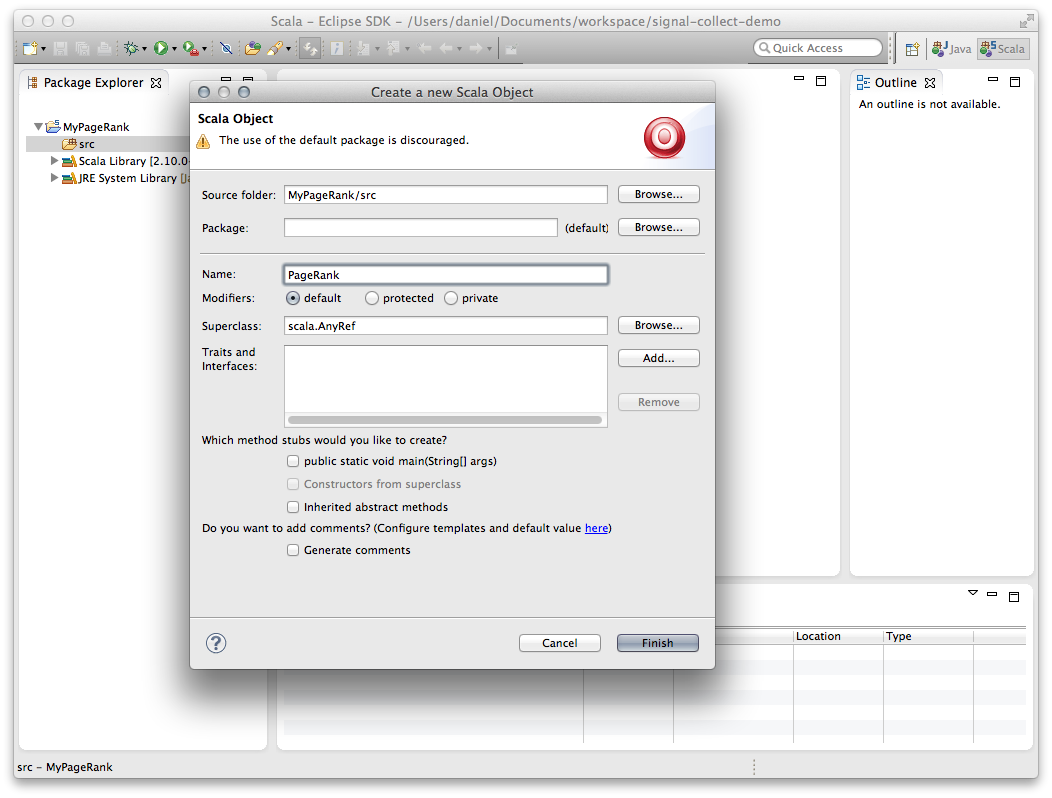 Scala – Eclipse SDK – /Users/daniel/Documents/workspace/signal-collect-demo
Quick Access
Java
Scala
Package Explorer
MyPageRank
src
Scala Library [2.10.0-
JRE System Library [Ja
Outline
An outline is not available.
Create a new Scala Object
Scala Object
The use of the default package is discouraged.
Source folder: MyPageRank/src Browse...
Package: (default) Browse...
Name: PageRank
Modifiers: default protected private
Superclass: scala.AnyRef Browse...
Traits and
Interfaces:
Add...
Remove
Which method stubs would you like to create?
public static void main(String[] args)
Constructors from superclass
Inherited abstract methods
Do you want to add comments? (Configure templates and default value here)
Generate comments
? Cancel Finish
Location Type
src – MyPageRank